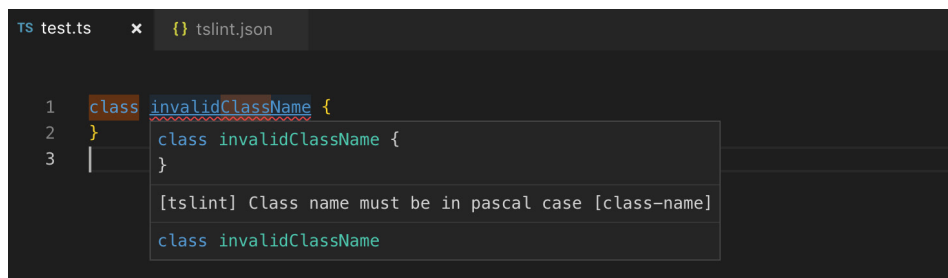 TS test.ts × {} tslint.json
1 class invalidClassName {
2 }
3
class invalidClassName {
}
[tslint] Class name must be in pascal case [class-name]
class invalidClassName